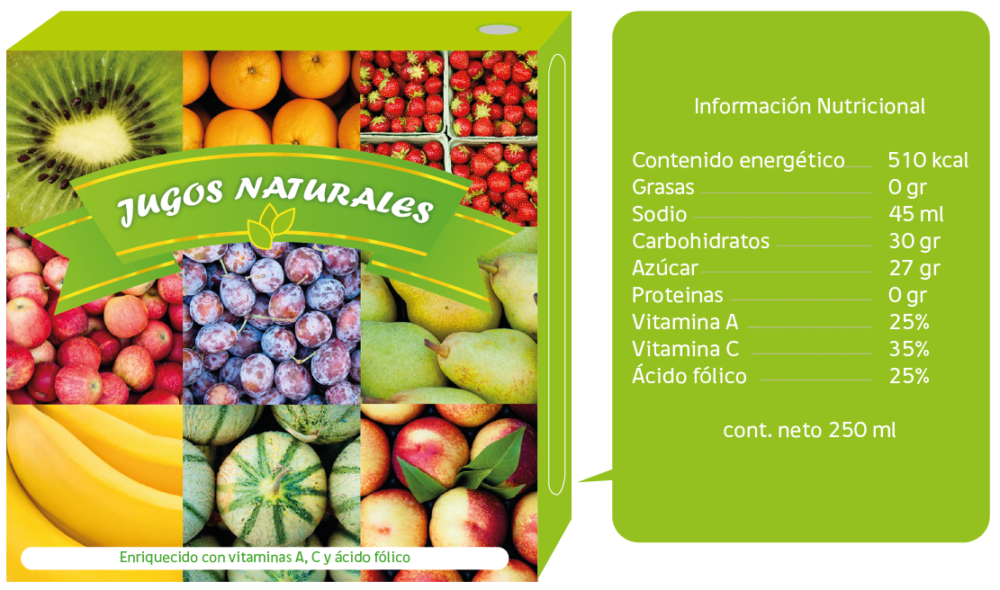 JUGOS NATURALES
Enriquecido con vitaminas A, C y ácido fólico
Información Nutricional
Contenido energético 510 kcal
Grasas 0 gr
Sodio 45 ml
Carbohidratos 30 gr
Azúcar 27 gr
Proteinas 0 gr
Vitamina A 25%
Vitamina C 35%
Ácido fólico 25%
cont. neto 250 ml